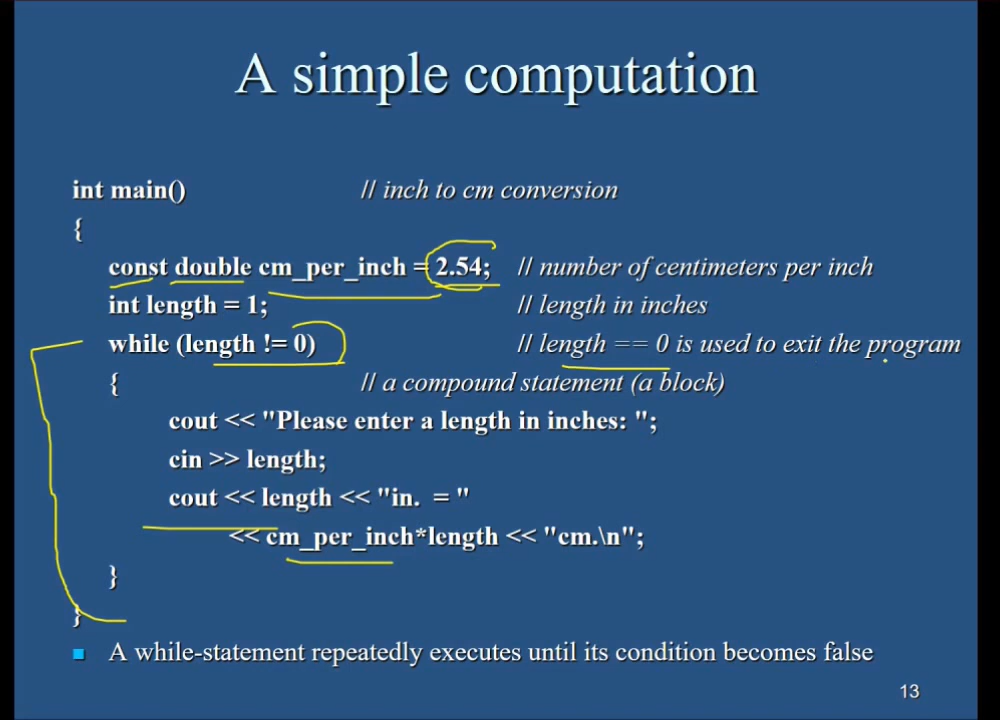 A simple computation
int main() // inch to cm conversion
{
const double cm_per_inch = 2.54; // number of centimeters per inch
int length = 1; // length in inches
while (length != 0) // length == 0 is used to exit the program
{ // a compound statement (a block)
cout << "Please enter a length in inches: ";
cin >> length;
cout << length << "in.  = "
<< cm_per_inch*length << "cm.\n";
}
}
A while-statement repeatedly executes until its condition becomes false
13